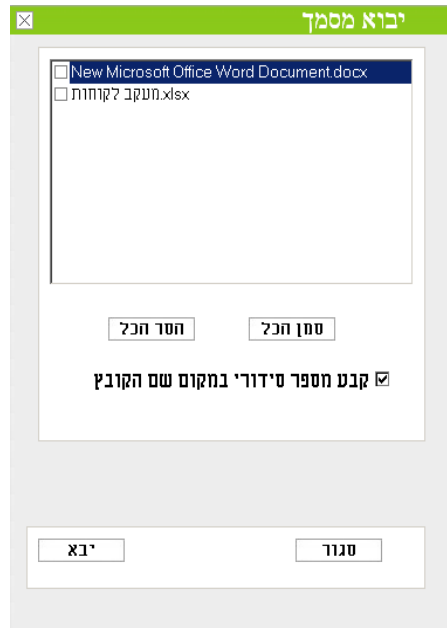 יבוא מסמך
New Microsoft Office Word Document.docx
מעקב לקוחות.xlsx
סמן הכל
הסר הכל
קבע מספר סידורי במקום שם הקובץ
סגור
יבא